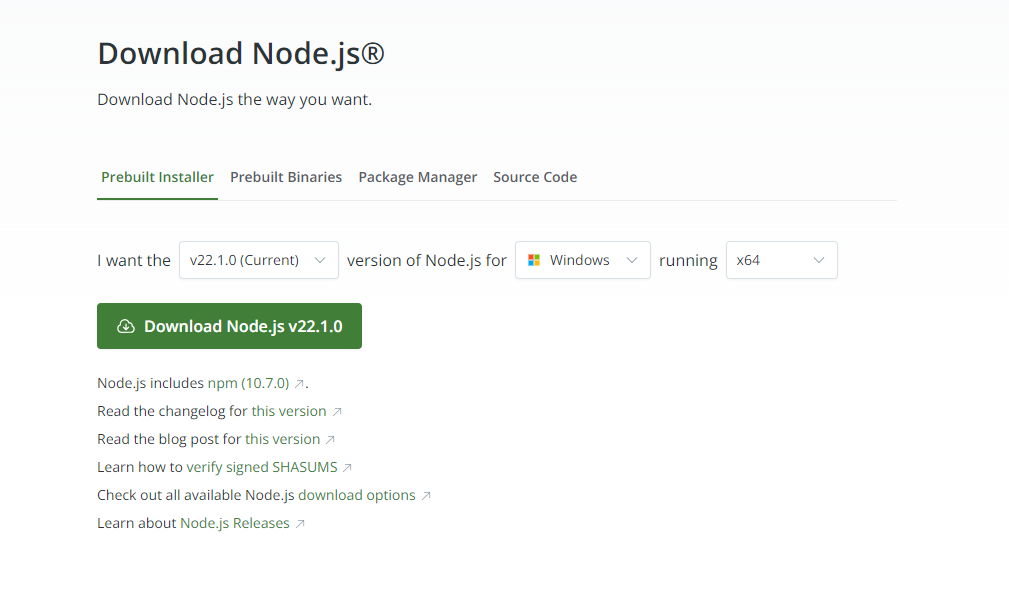 Download Node.js®
Download Node.js the way you want.
Prebuilt Installer Prebuilt Binaries Package Manager Source Code
I want the v22.1.0 (Current) version of Node.js for Windows running x64
Download Node.js v22.1.0
Node.js includes npm (10.7.0) ↗.
Read the changelog for this version ↗
Read the blog post for this version ↗
Learn how to verify signed SHASUMS ↗
Check out all available Node.js download options ↗
Learn about Node.js Releases ↗